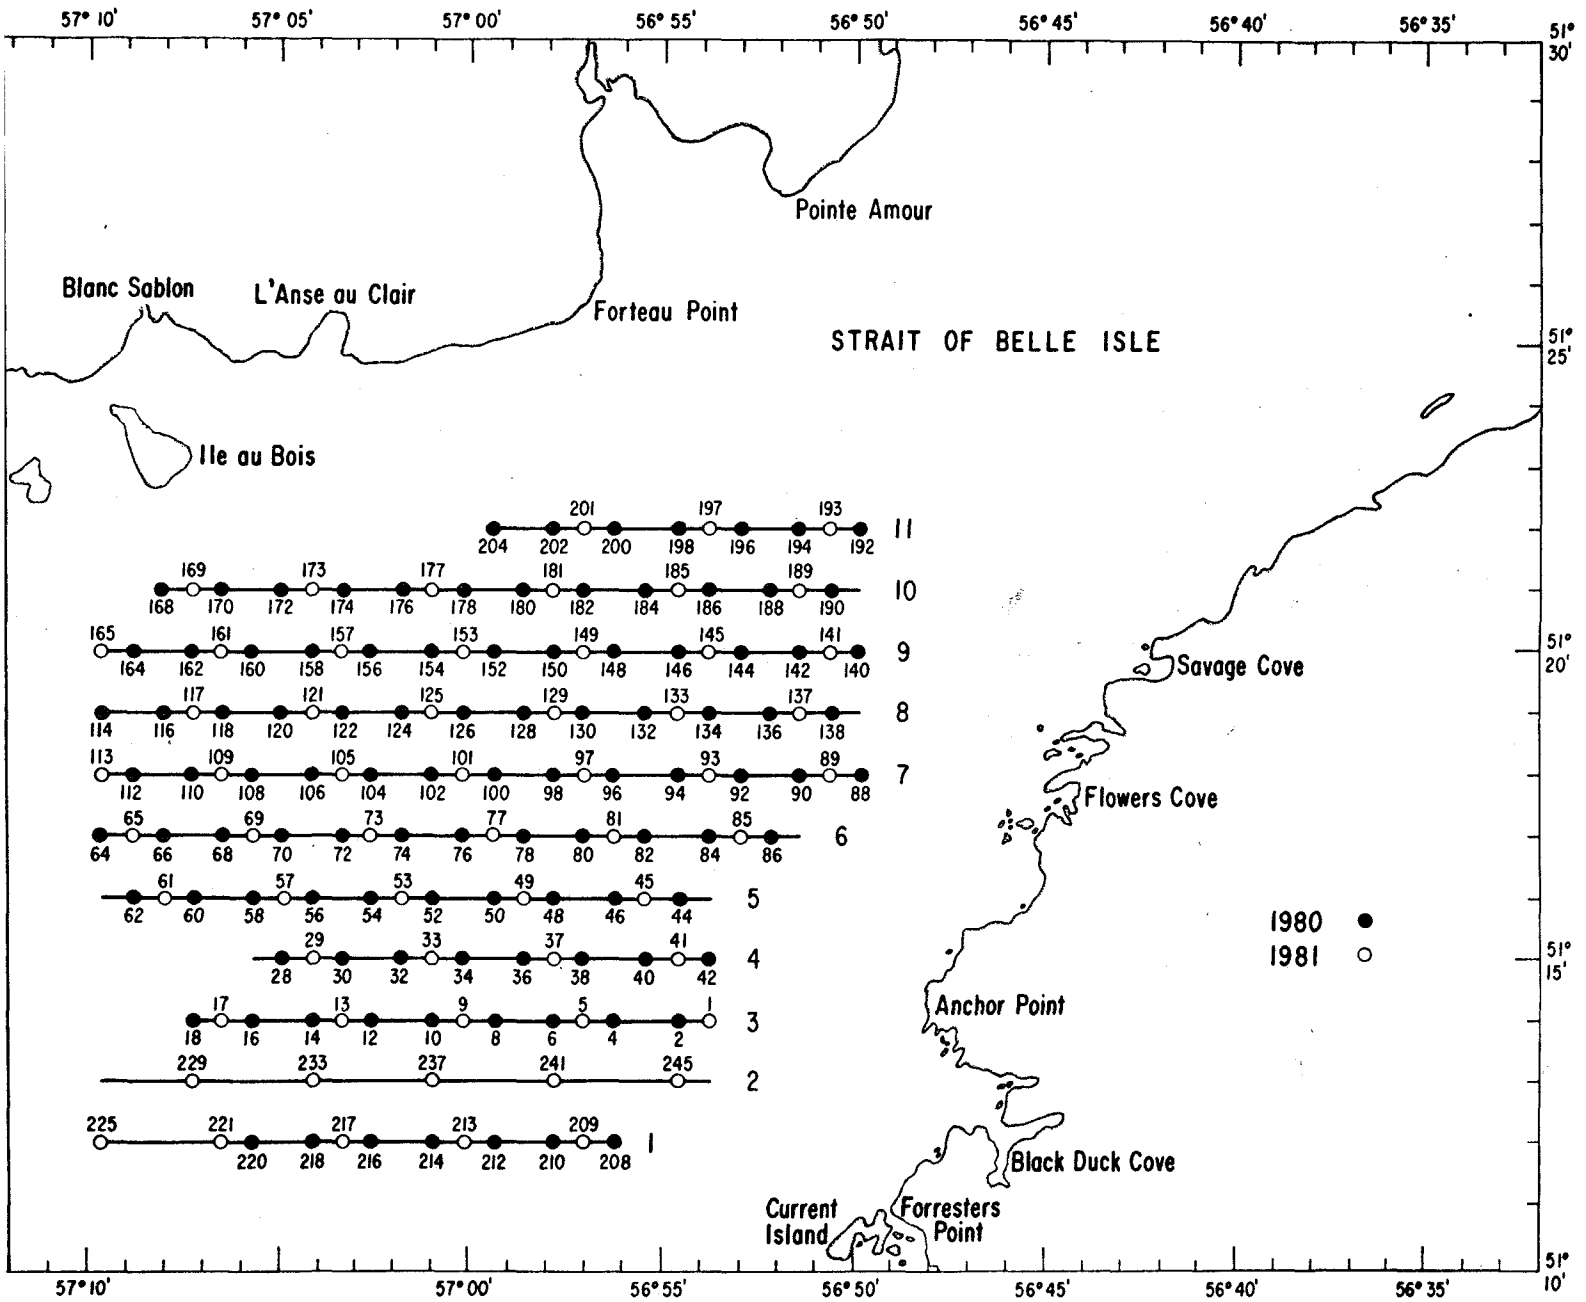 57° 10' 57° 05' 57° 00' 56° 55' 56° 50' 56° 45' 56° 40' 56° 35'
51°
30'
Pointe Amour
Blanc Sablon
L'Anse au Clair
Forteau Point
STRAIT OF BELLE ISLE
51°
25'
Ile au Bois
201 197 193
11
204 202 200 198 196 194 192
169 173 177 181 185 189
10
168 170 172 174 176 178 180 182 184 186 188 190
165 161 157 153 149 145 141
9
164 162 160 158 156 154 152 150 148 146 144 142 140
51°
20'
Savage Cove
117 121 125 129 133 137
8
114 116 118 120 122 124 126 128 130 132 134 136 138
113 109 105 101 97 93 89
7
112 110 108 106 104 102 100 98 96 94 92 90 88
Flowers Cove
65 69 73 77 81 85
6
64 66 68 70 72 74 76 78 80 82 84 86
61 57 53 49 45
5
62 60 58 56 54 52 50 48 46 44
1980
1981
29 33 37 41
4
28 30 32 34 36 38 40 42
51°
15'
Anchor Point
17 13 9 5 1
3
18 16 14 12 10 8 6 4 2
229 233 237 241 245
2
225 221 217 213 209
1
220 218 216 214 212 210 208
Black Duck Cove
Current
Island
Forresters
Point
51°
10'
57° 10' 57° 05' 57° 00' 56° 55' 56° 50' 56° 45' 56° 40' 56° 35'